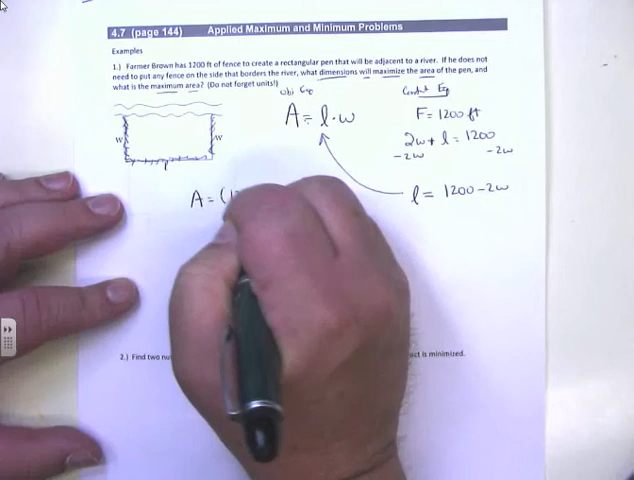 4.7 (page 144) Applied Maximum and Minimum Problems
Examples
1.) Farmer Brown has 1200 ft of fence to create a rectangular pen that will be adjacent to a river. If he does not
need to put any fence on the side that borders the river, what dimensions will maximize the area of the pen, and
what is the maximum area? (Do not forget units!)
Obj Eq
A = l · w
Const Eq
F = 1200 ft
2w + l = 1200
-2w -2w
l = 1200 - 2w
w w
A = (1
2.) Find two nu
ct is minimized.